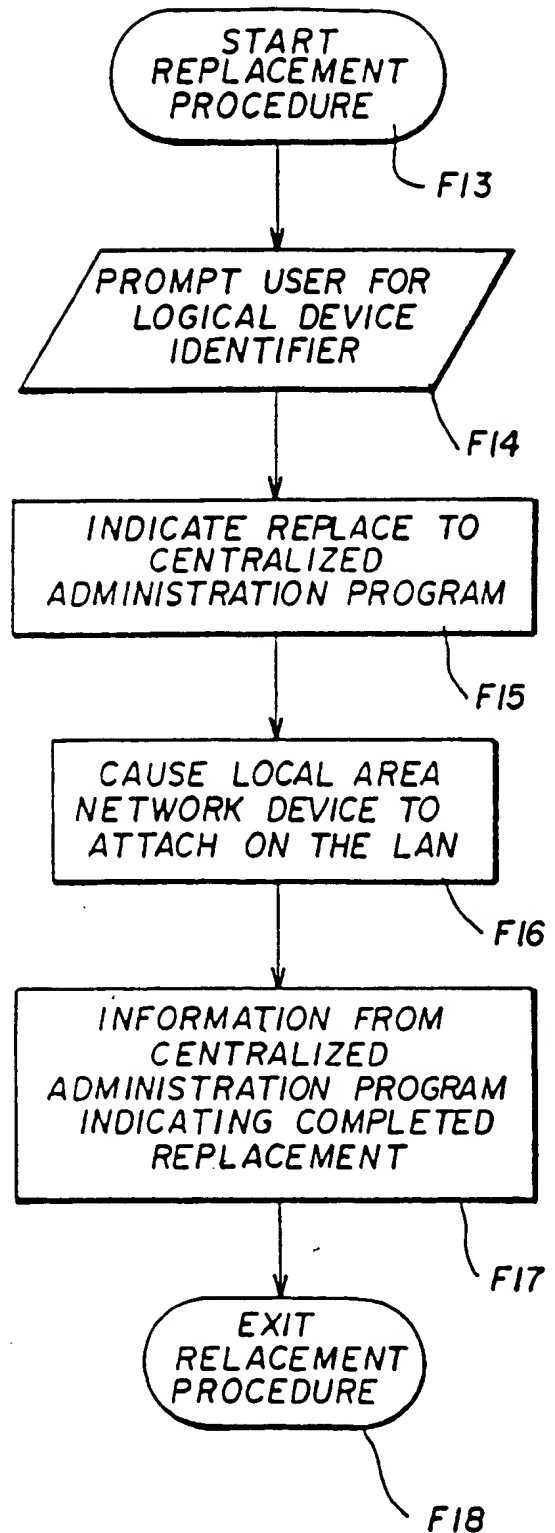 START
REPLACEMENT
PROCEDURE
F13
PROMPT USER FOR
LOGICAL DEVICE
IDENTIFIER
F14
INDICATE REPLACE TO
CENTRALIZED
ADMINISTRATION PROGRAM
F15
CAUSE LOCAL AREA
NETWORK DEVICE TO
ATTACH ON THE LAN
F16
INFORMATION FROM
CENTRALIZED
ADMINISTRATION PROGRAM
INDICATING COMPLETED
REPLACEMENT
F17
EXIT
RELACEMENT
PROCEDURE
F18